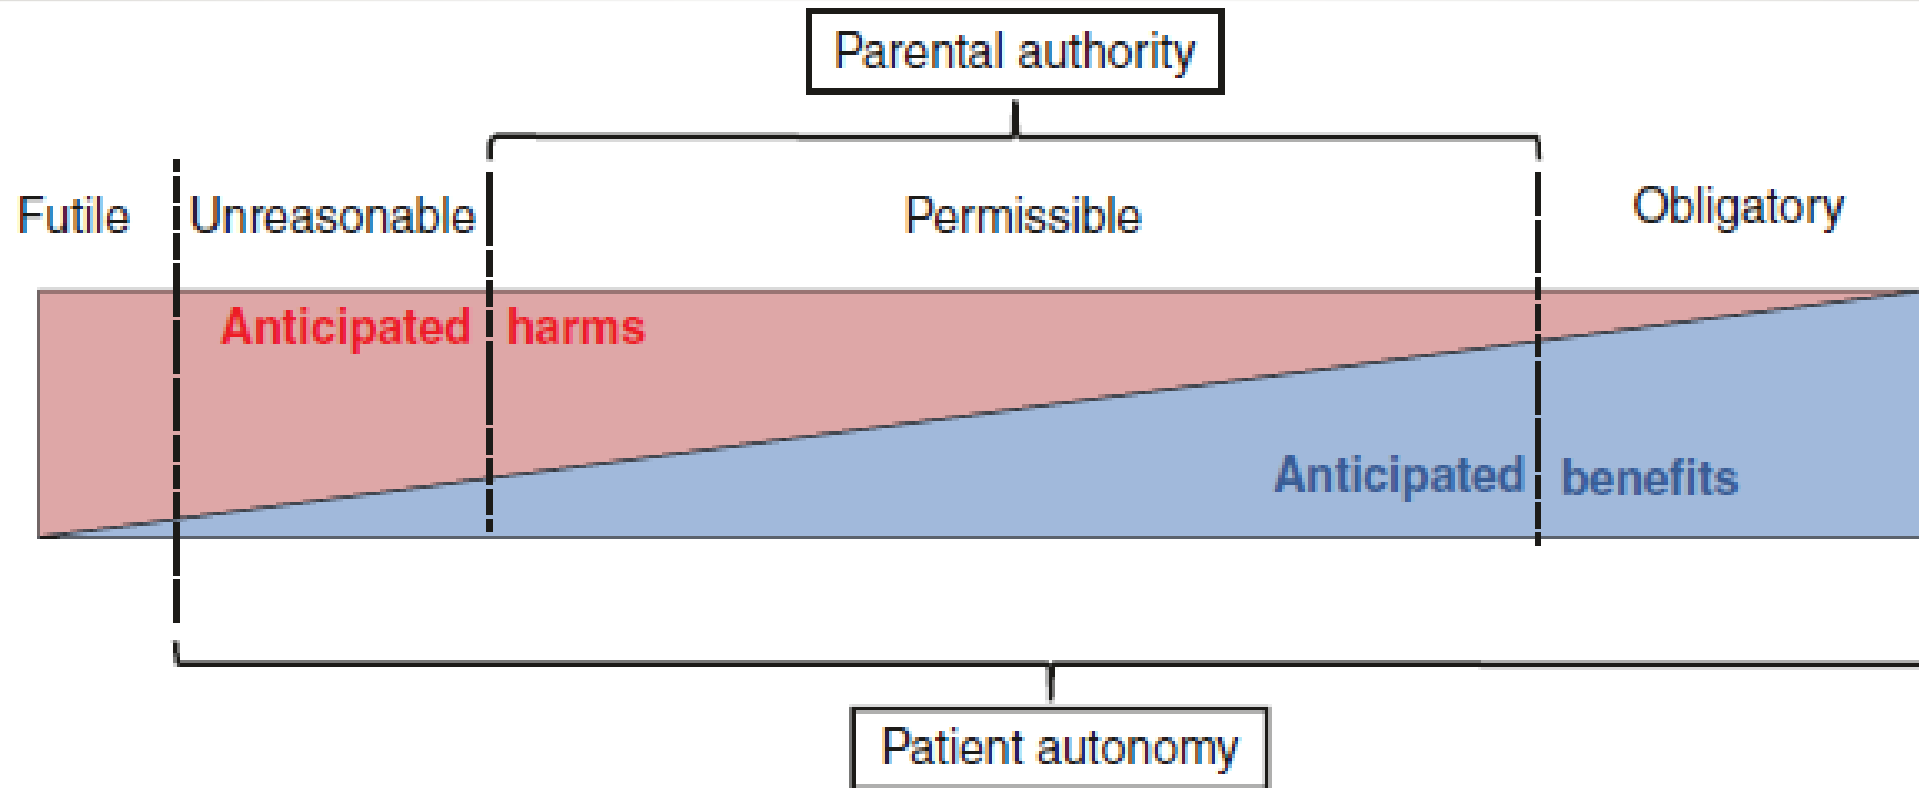 Parental authority
Futile Unreasonable Permissible Obligatory
Anticipated harms
Anticipated benefits
Patient autonomy